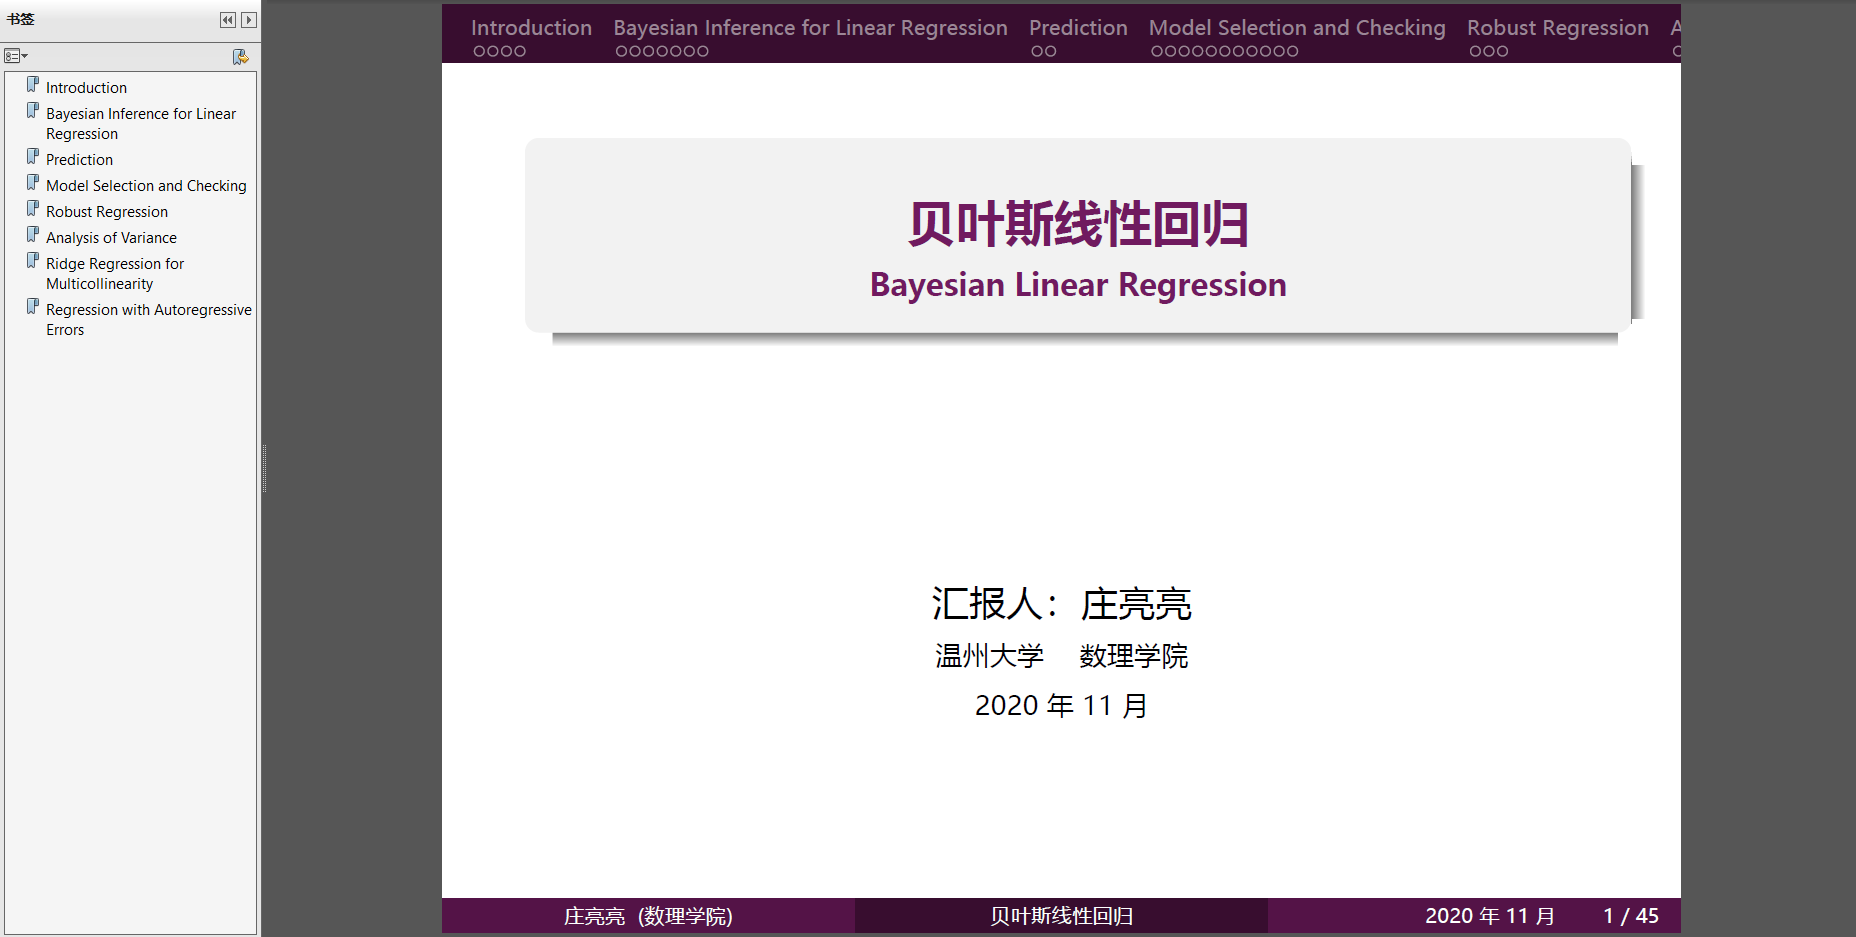 书签
Introduction
Bayesian Inference for Linear
Regression
Prediction
Model Selection and Checking
Robust Regression
Analysis of Variance
Ridge Regression for
Multicollinearity
Regression with Autoregressive
Errors
Introduction Bayesian Inference for Linear Regression Prediction Model Selection and Checking Robust Regression A
贝叶斯线性回归
Bayesian Linear Regression
汇报人：庄亮亮
温州大学 数理学院
2020 年 11 月
庄亮亮 (数理学院) 贝叶斯线性回归 2020 年 11 月 1 / 45